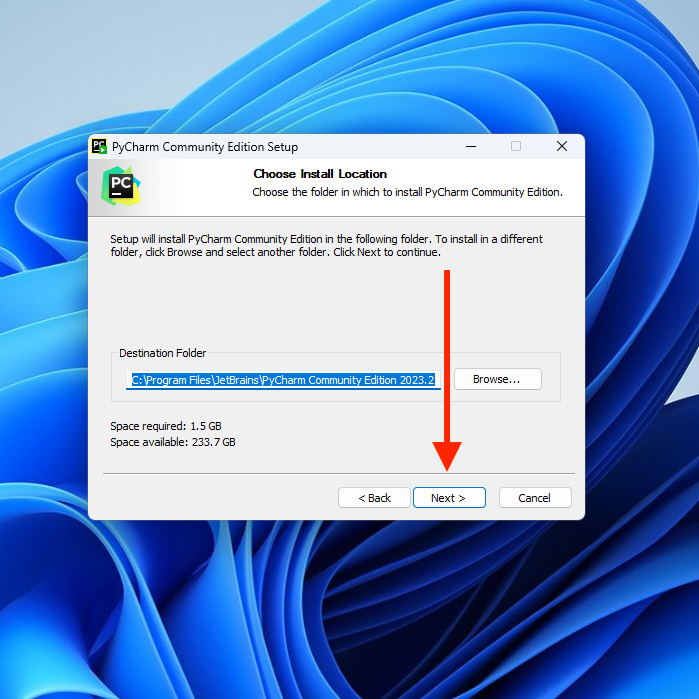 PC
PyCharm Community Edition Setup
PC
Choose Install Location
Choose the folder in which to install PyCharm Community Edition.
Setup will install PyCharm Community Edition in the following folder. To install in a different
folder, click Browse and select another folder. Click Next to continue.
Destination Folder
C:\Program Files\JetBrains\PyCharm Community Edition 2023.2
Browse...
Space required: 1.5 GB
Space available: 233.7 GB
< Back
Next >
Cancel